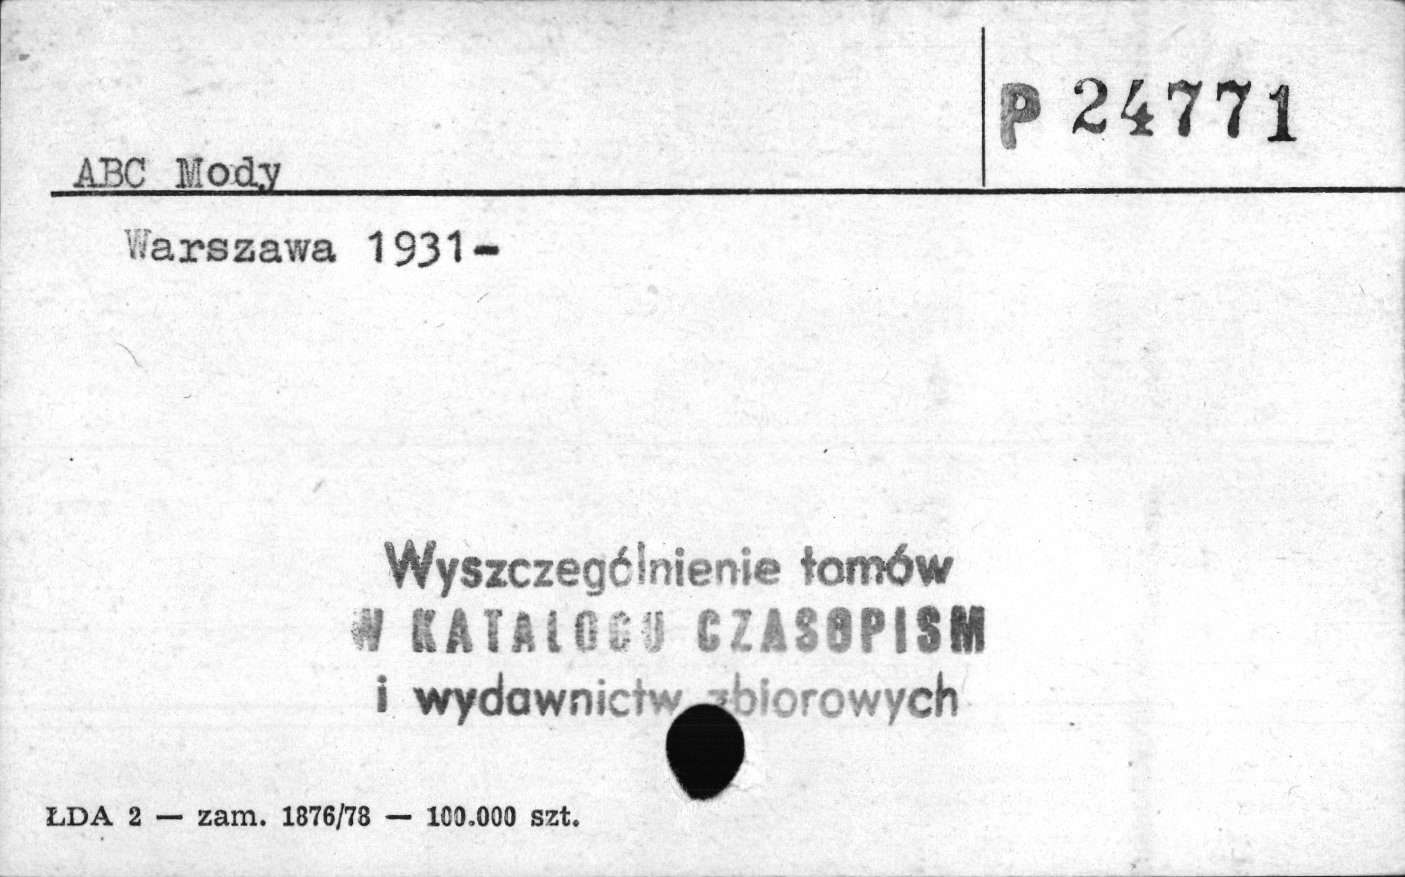 P 24771
ABC Mody
Warszawa 1931-
Wyszczególnienie tomów
W KATALOGU CZASOPISM
i wydawnictw zbiorowych
ŁDA 2 — zam. 1876/78 — 100.000 szt.